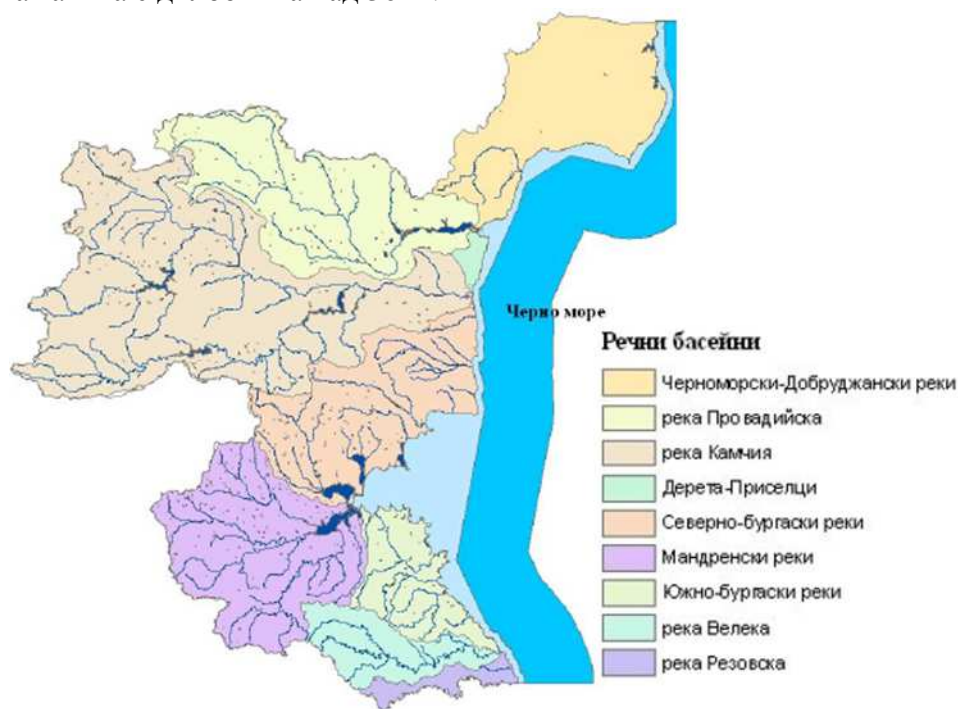 Черно море
Речни басейни
Черноморски-Добруджански реки
река Провадийска
река Камчия
Дерета-Приселци
Северно-бургаски реки
Мандренски реки
Южно-бургаски реки
река Велека
река Резовска